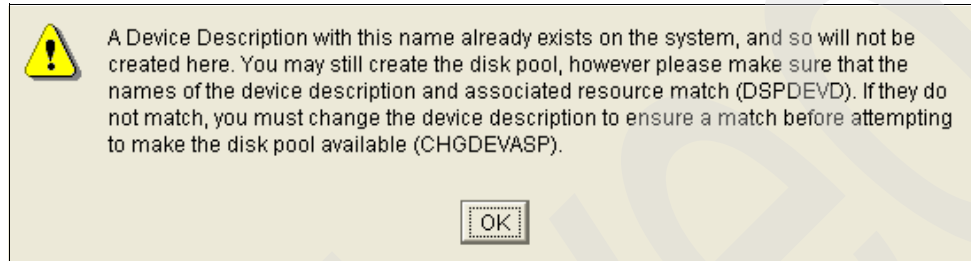 A Device Description with this name already exists on the system, and so will not be
created here. You may still create the disk pool, however please make sure that the
names of the device description and associated resource match (DSPDEVD). If they do
not match, you must change the device description to ensure a match before attempting
to make the disk pool available (CHGDEVASP).
OK